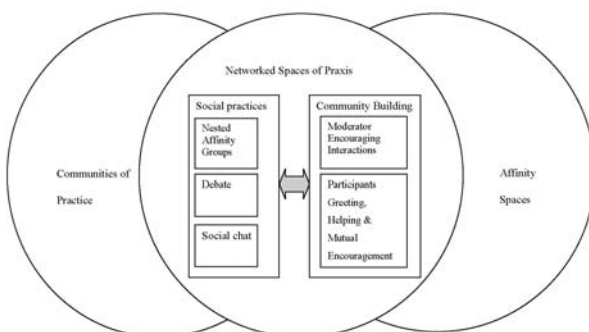 Networked Spaces of Praxis
Social practices
Nested
Affinity
Groups
Debate
Social chat
Community Building
Moderator
Encouraging
Interactions
Participants
Greeting,
Helping &
Mutual
Encouragement
Communities of
Practice
Affinity
Spaces